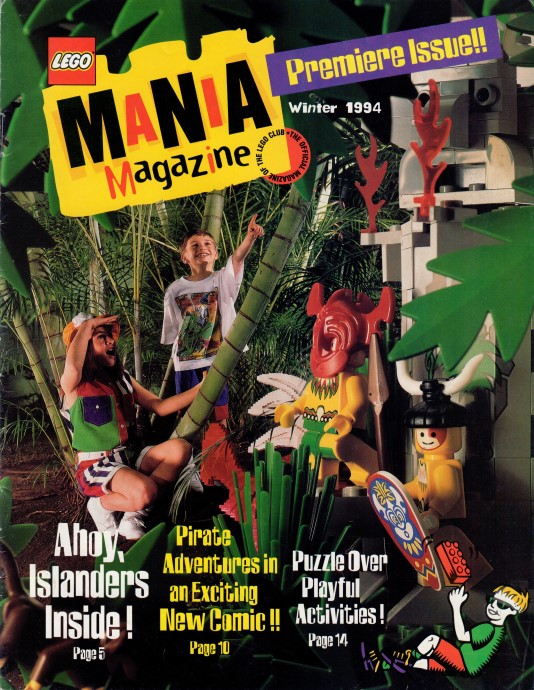 LEGO
MANIA
Magazine
THE OFFICIAL MAGAZINE OF THE LEGO CLUB
Premiere Issue!!
Winter 1994
Ahoy,
Islanders
Inside!
Page 5
Pirate
Adventures in
an Exciting
New Comic!!
Page 10
Puzzle Over
Playful
Activities!
Page 14